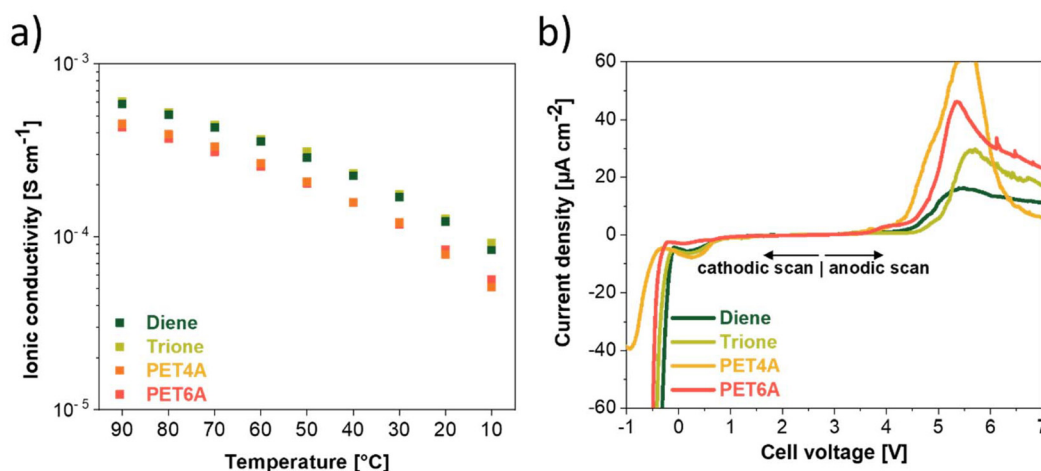 a)
Ionic conductivity [S cm⁻¹]
10⁻³
10⁻⁴
10⁻⁵
Diene
Trione
PET4A
PET6A
90 80 70 60 50 40 30 20 10
Temperature [°C]
b)
Current density [µA cm⁻²]
60
40
20
0
-20
-40
-60
cathodic scan | anodic scan
Diene
Trione
PET4A
PET6A
-1 0 1 2 3 4 5 6 7
Cell voltage [V]